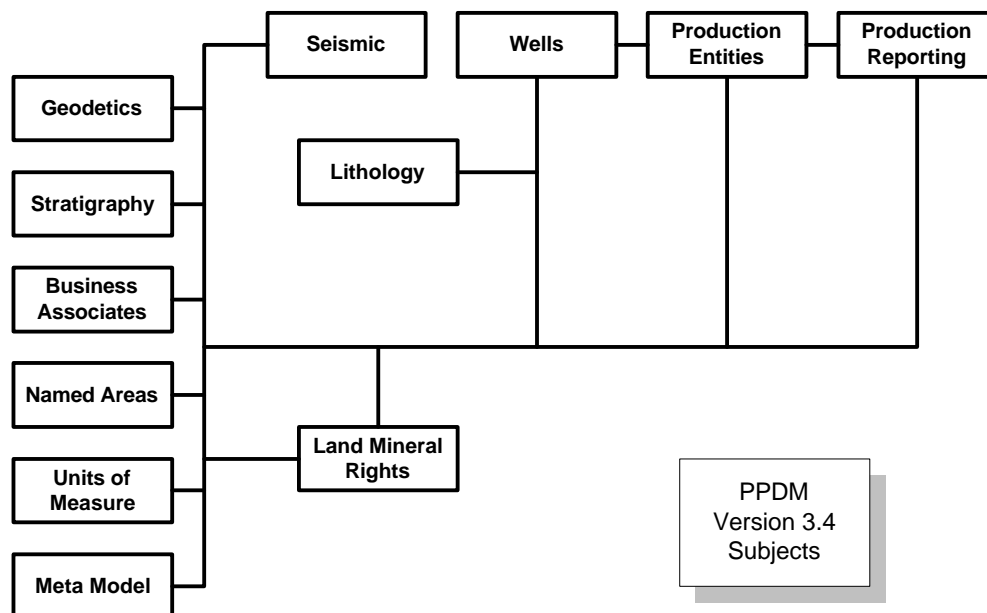 Seismic
Wells
Production
Entities
Production
Reporting
Geodetics
Lithology
Stratigraphy
Business
Associates
Named Areas
Land Mineral
Rights
Units of
Measure
PPDM
Version 3.4
Subjects
Meta Model